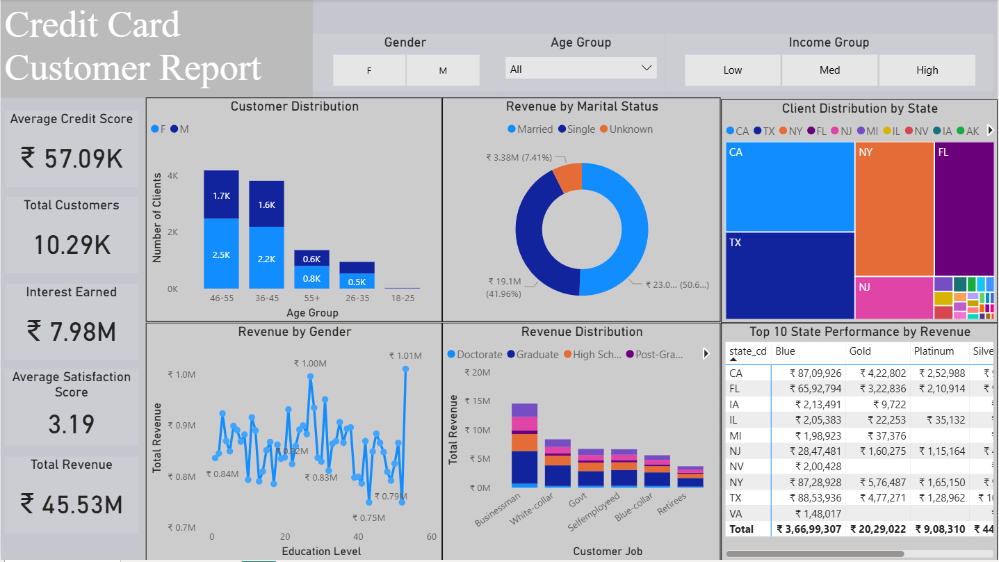 Credit Card
Customer Report
Gender
F
M
Age Group
All
Income Group
Low
Med
High
Average Credit Score
₹ 57.09K
Total Customers
10.29K
Interest Earned
₹ 7.98M
Average Satisfaction
Score
3.19
Total Revenue
₹ 45.53M
Customer Distribution
F M
Number of Clients
4K
2K
0K
1.7K
2.5K
1.6K
2.2K
0.6K
0.8K
0.5K
46-55 36-45 55+ 26-35 18-25
Age Group
Revenue by Marital Status
Married Single Unknown
₹ 3.38M (7.41%)
₹ 19.1M
(41.96%)
₹ 23.0... (50.6...)
Client Distribution by State
CA TX NY FL NJ MI IL NV IA AK
CA
TX
NY
NJ
FL
Revenue by Gender
Total Revenue
₹ 1.0M
₹ 0.9M
₹ 0.8M
₹ 0.7M
₹ 0.84M
₹ 0.82M
₹ 1.00M
₹ 0.83M
₹ 0.75M
₹ 0.79M
₹ 1.01M
0 20 40 60
Education Level
Revenue Distribution
Doctorate Graduate High Sch... Post-Gra...
Total Revenue
₹ 20M
₹ 15M
₹ 10M
₹ 5M
₹ 0M
Businessman White-collar Govt Selfemployeed Blue-collar Retirees
Customer Job
Top 10 State Performance by Revenue
state_cd Blue Gold Platinum Silve
CA ₹ 87,09,926 ₹ 4,22,802 ₹ 2,52,988 ₹
FL ₹ 65,92,794 ₹ 3,22,836 ₹ 2,10,914 ₹
IA ₹ 2,13,491 ₹ 9,722
IL ₹ 2,05,383 ₹ 22,253 ₹ 35,132
MI ₹ 1,98,923 ₹ 37,376
NJ ₹ 28,47,481 ₹ 1,60,275 ₹ 1,15,164 ₹
NV ₹ 2,00,428
NY ₹ 87,28,928 ₹ 5,76,487 ₹ 1,65,150 ₹
TX ₹ 88,53,936 ₹ 4,77,271 ₹ 1,28,962 ₹ 1
VA ₹ 1,48,017
Total ₹ 3,66,99,307 ₹ 20,29,022 ₹ 9,08,310 ₹ 44